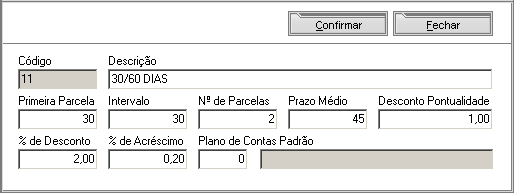 Confirmar Fechar
Código Descrição
11 30/60 DIAS
Primeira Parcela Intervalo Nº de Parcelas Prazo Médio Desconto Pontualidade
30 30 2 45 1,00
% de Desconto % de Acréscimo Plano de Contas Padrão
2,00 0,20 0